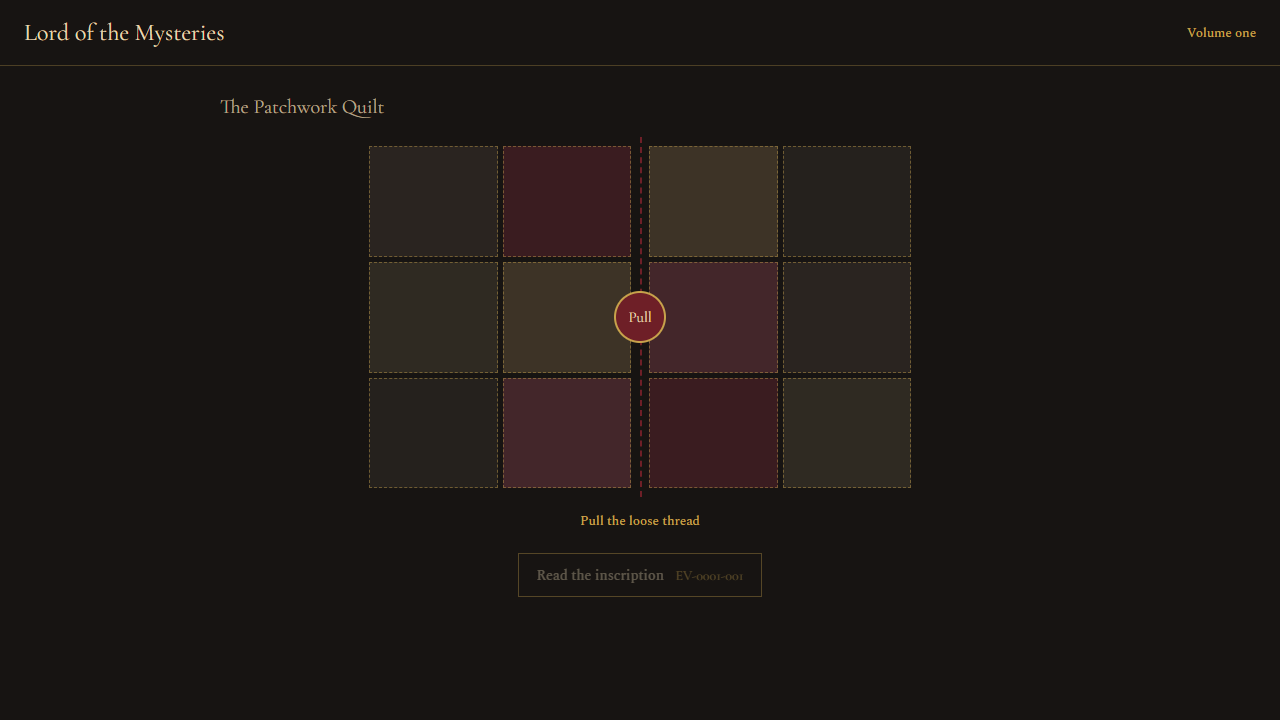 Lord of the Mysteries
Volume one
The Patchwork Quilt
Pull
Pull the loose thread
Read the inscription EV-0001-001